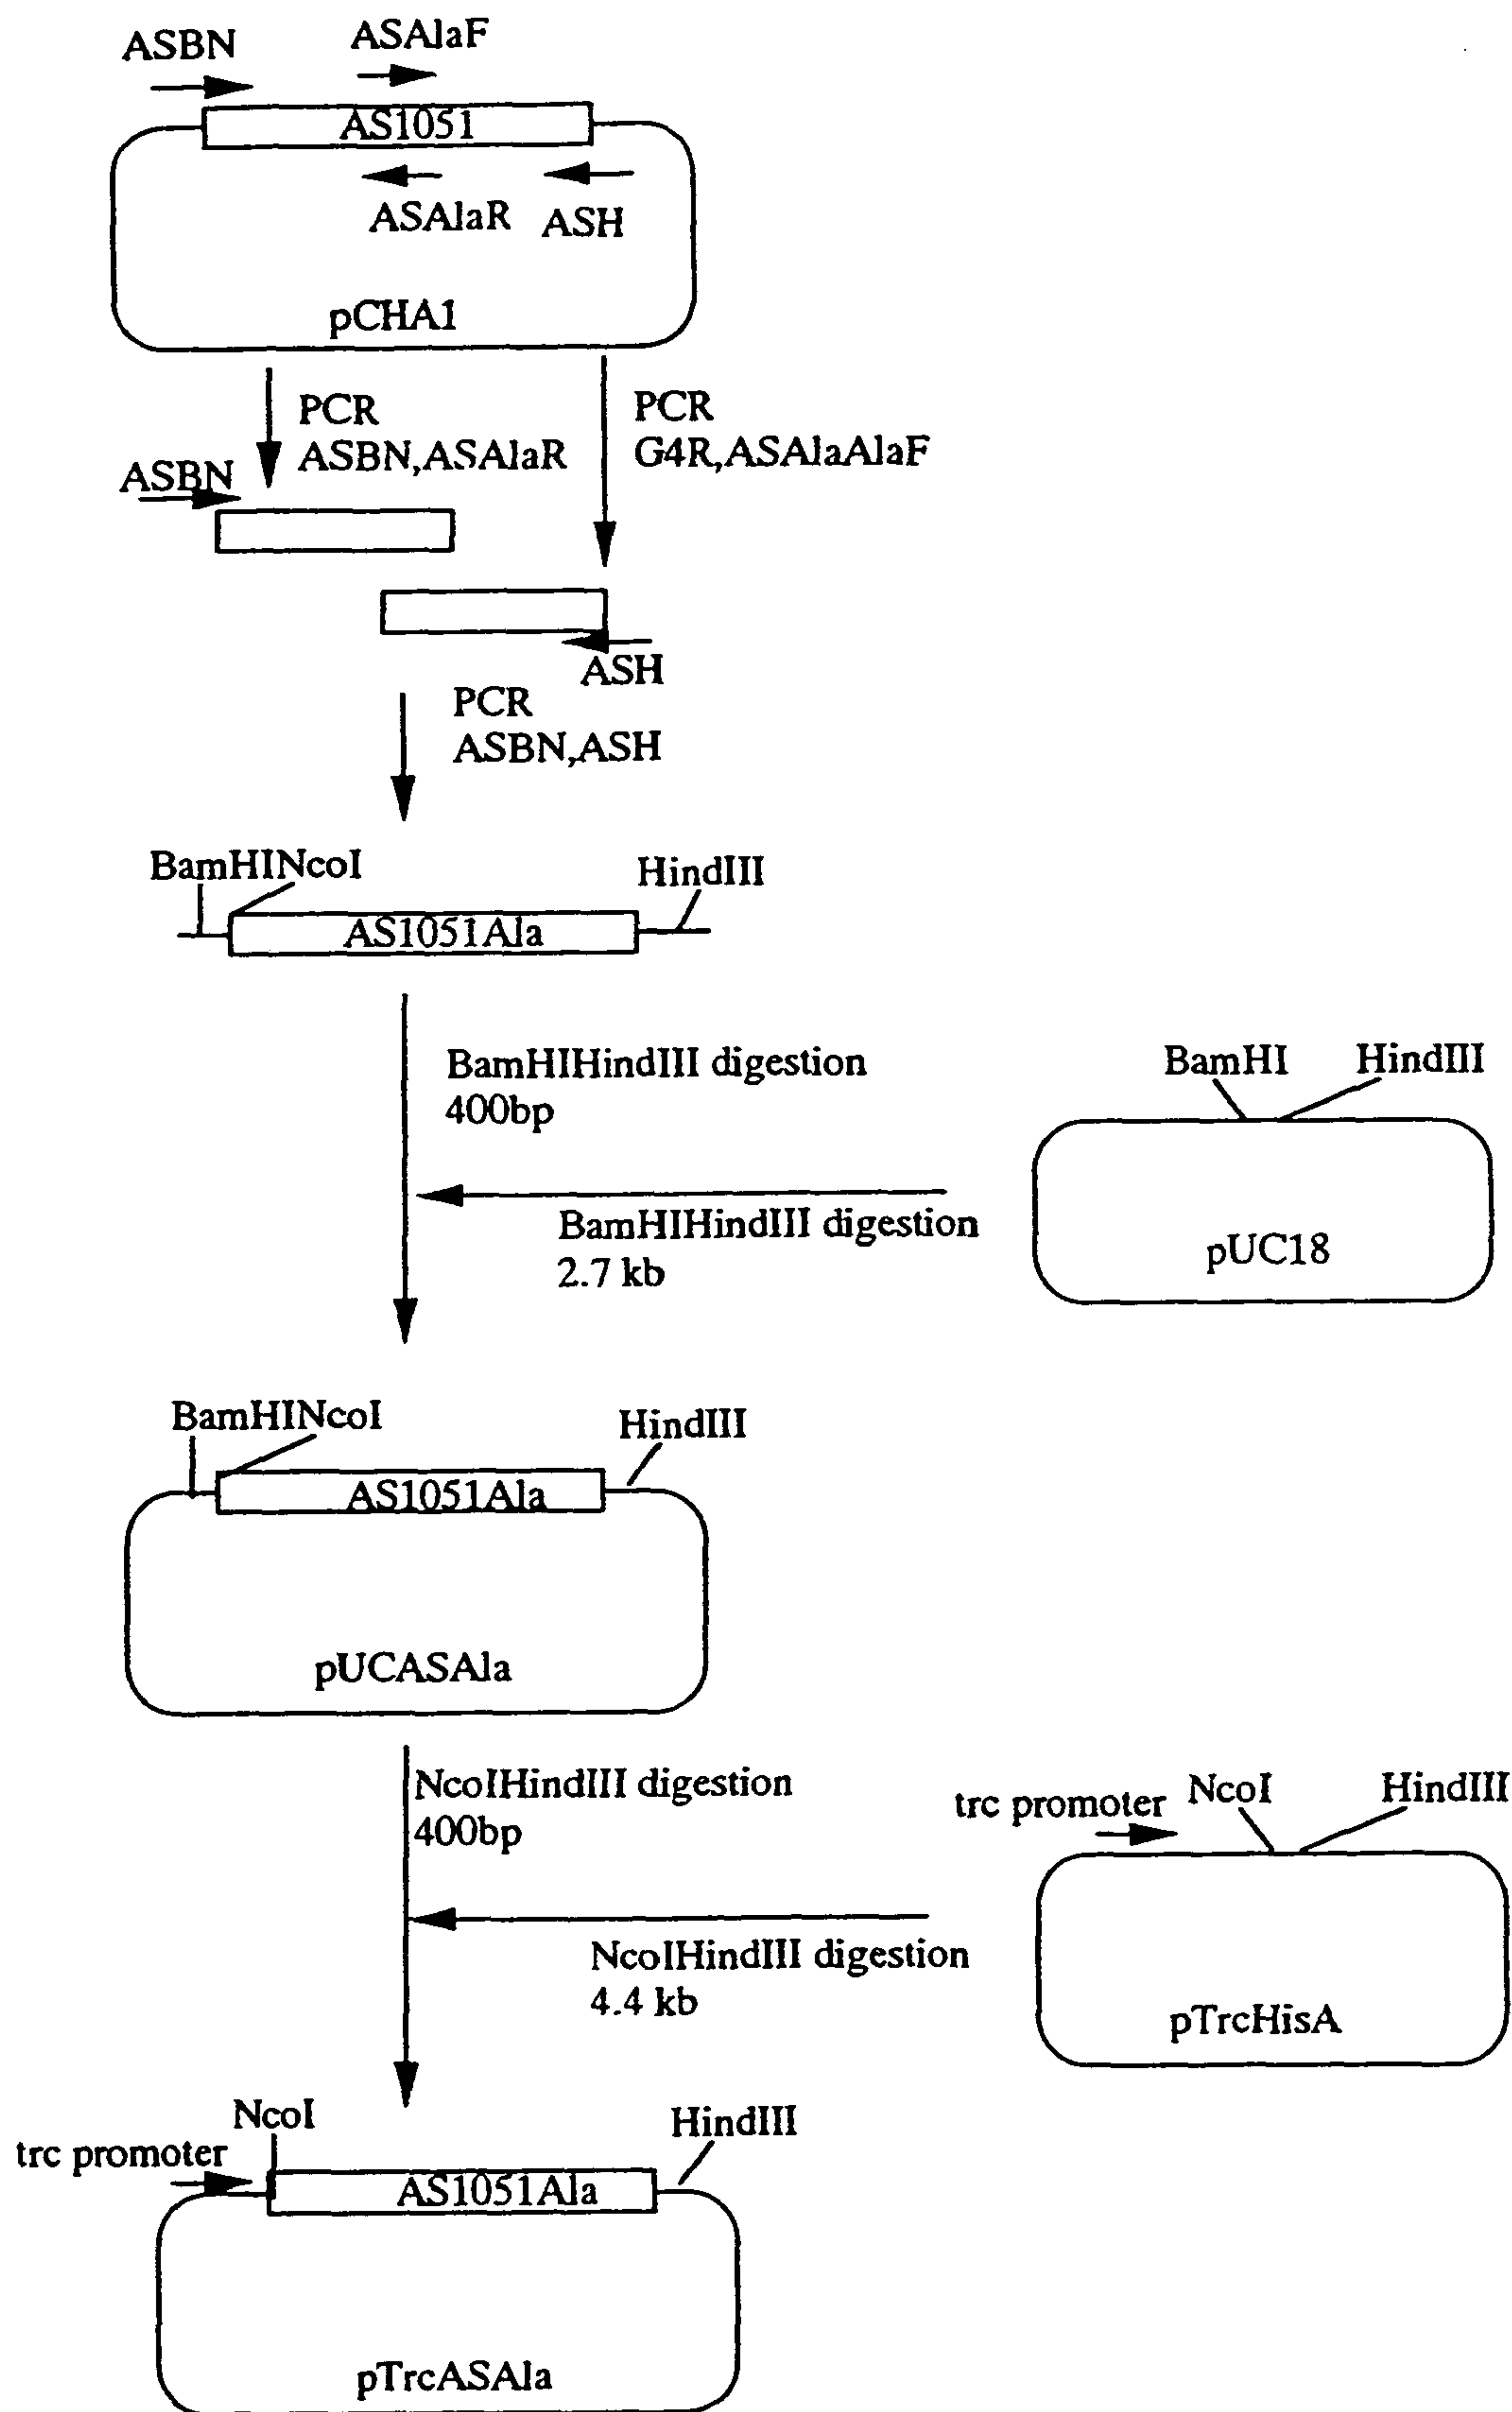 ASBN
ASAlaF
AS1051
ASAlaR
ASH
pCHA1
PCR
ASBN,ASAlaR
PCR
G4R,ASAlaAlaF
ASBN
ASH
PCR
ASBN,ASH
BamHINcoI
HindIII
AS1051Ala
BamHIHindIII digestion
400bp
BamHI
HindIII
BamHIHindIII digestion
2.7 kb
pUC18
BamHINcoI
HindIII
AS1051Ala
pUCASAla
NcoIHindIII digestion
400bp
trc promoter
NcoI
HindIII
NcoIHindIII digestion
4.4 kb
pTrcHisA
NcoI
HindIII
trc promoter
AS1051Ala
pTrcASAla